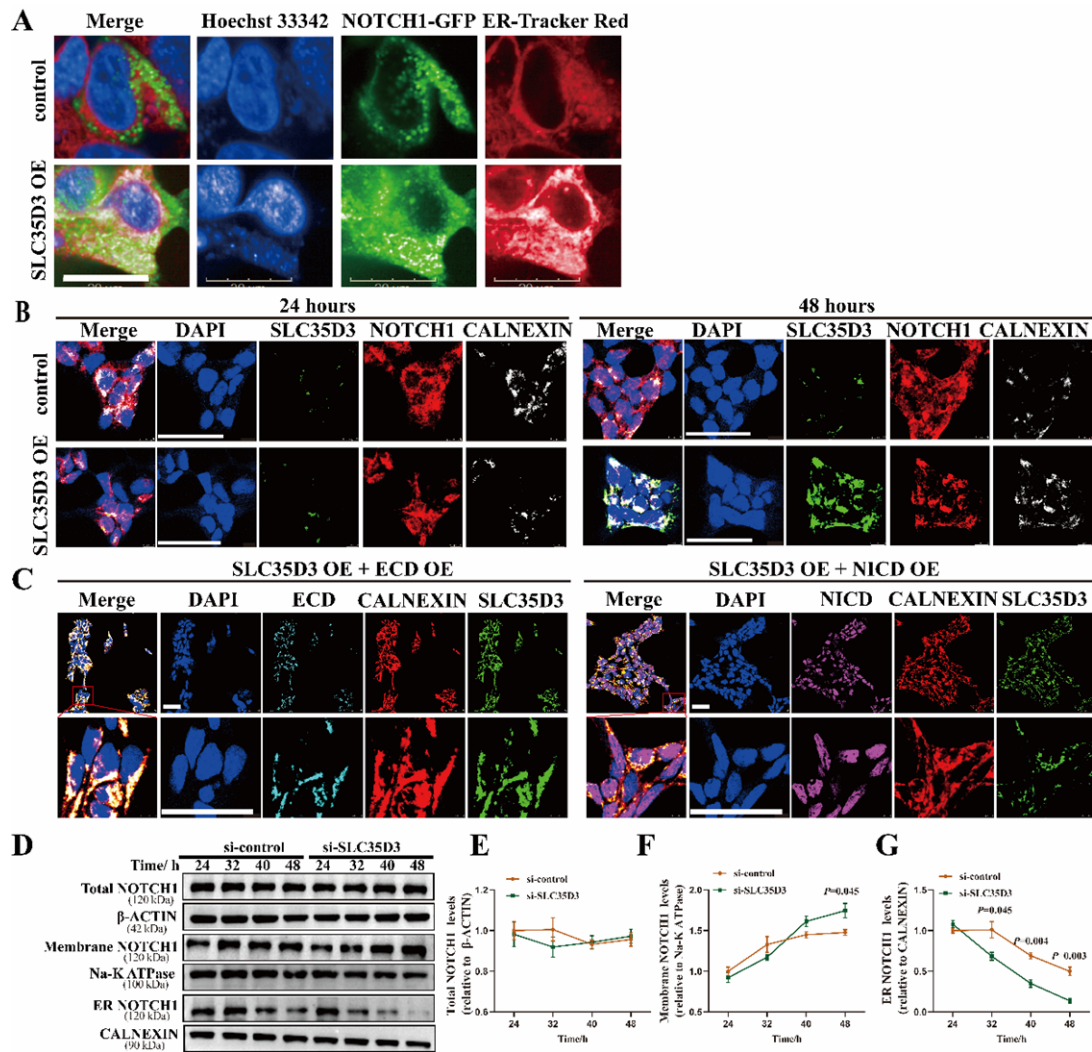 A
Merge Hoechst 33342 NOTCH1-GFP ER-Tracker Red
control
SLC35D3 OE
B
24 hours
48 hours
Merge DAPI SLC35D3 NOTCH1 CALNEXIN
Merge DAPI SLC35D3 NOTCH1 CALNEXIN
control
SLC35D3 OE
C
SLC35D3 OE + ECD OE
SLC35D3 OE + NICD OE
Merge DAPI ECD CALNEXIN SLC35D3
Merge DAPI NICD CALNEXIN SLC35D3
D
si-control si-SLC35D3
Time/ h 24 32 40 48 24 32 40 48
Total NOTCH1
(120 kDa)
β-ACTIN
(42 kDa)
Membrane NOTCH1
(120 kDa)
Na-K ATPase
(100 kDa)
ER NOTCH1
(120 kDa)
CALNEXIN
(90 kDa)
E
si-control
si-SLC35D3
Total NOTCH1 levels
(relative to β-ACTIN)
1.2
1.0
0.8
0.6
24 32 40 48
Time/h
F
si-control
si-SLC35D3
P=0.045
Membrane NOTCH1 levels
(relative to Na-K ATPase)
2.0
1.5
1.0
0.5
24 32 40 48
Time/h
G
si-control
si-SLC35D3
P=0.045
P=0.004
P=0.003
ER NOTCH1 levels
(relative to CALNEXIN)
1.5
1.0
0.5
0.0
24 32 40 48
Time/h